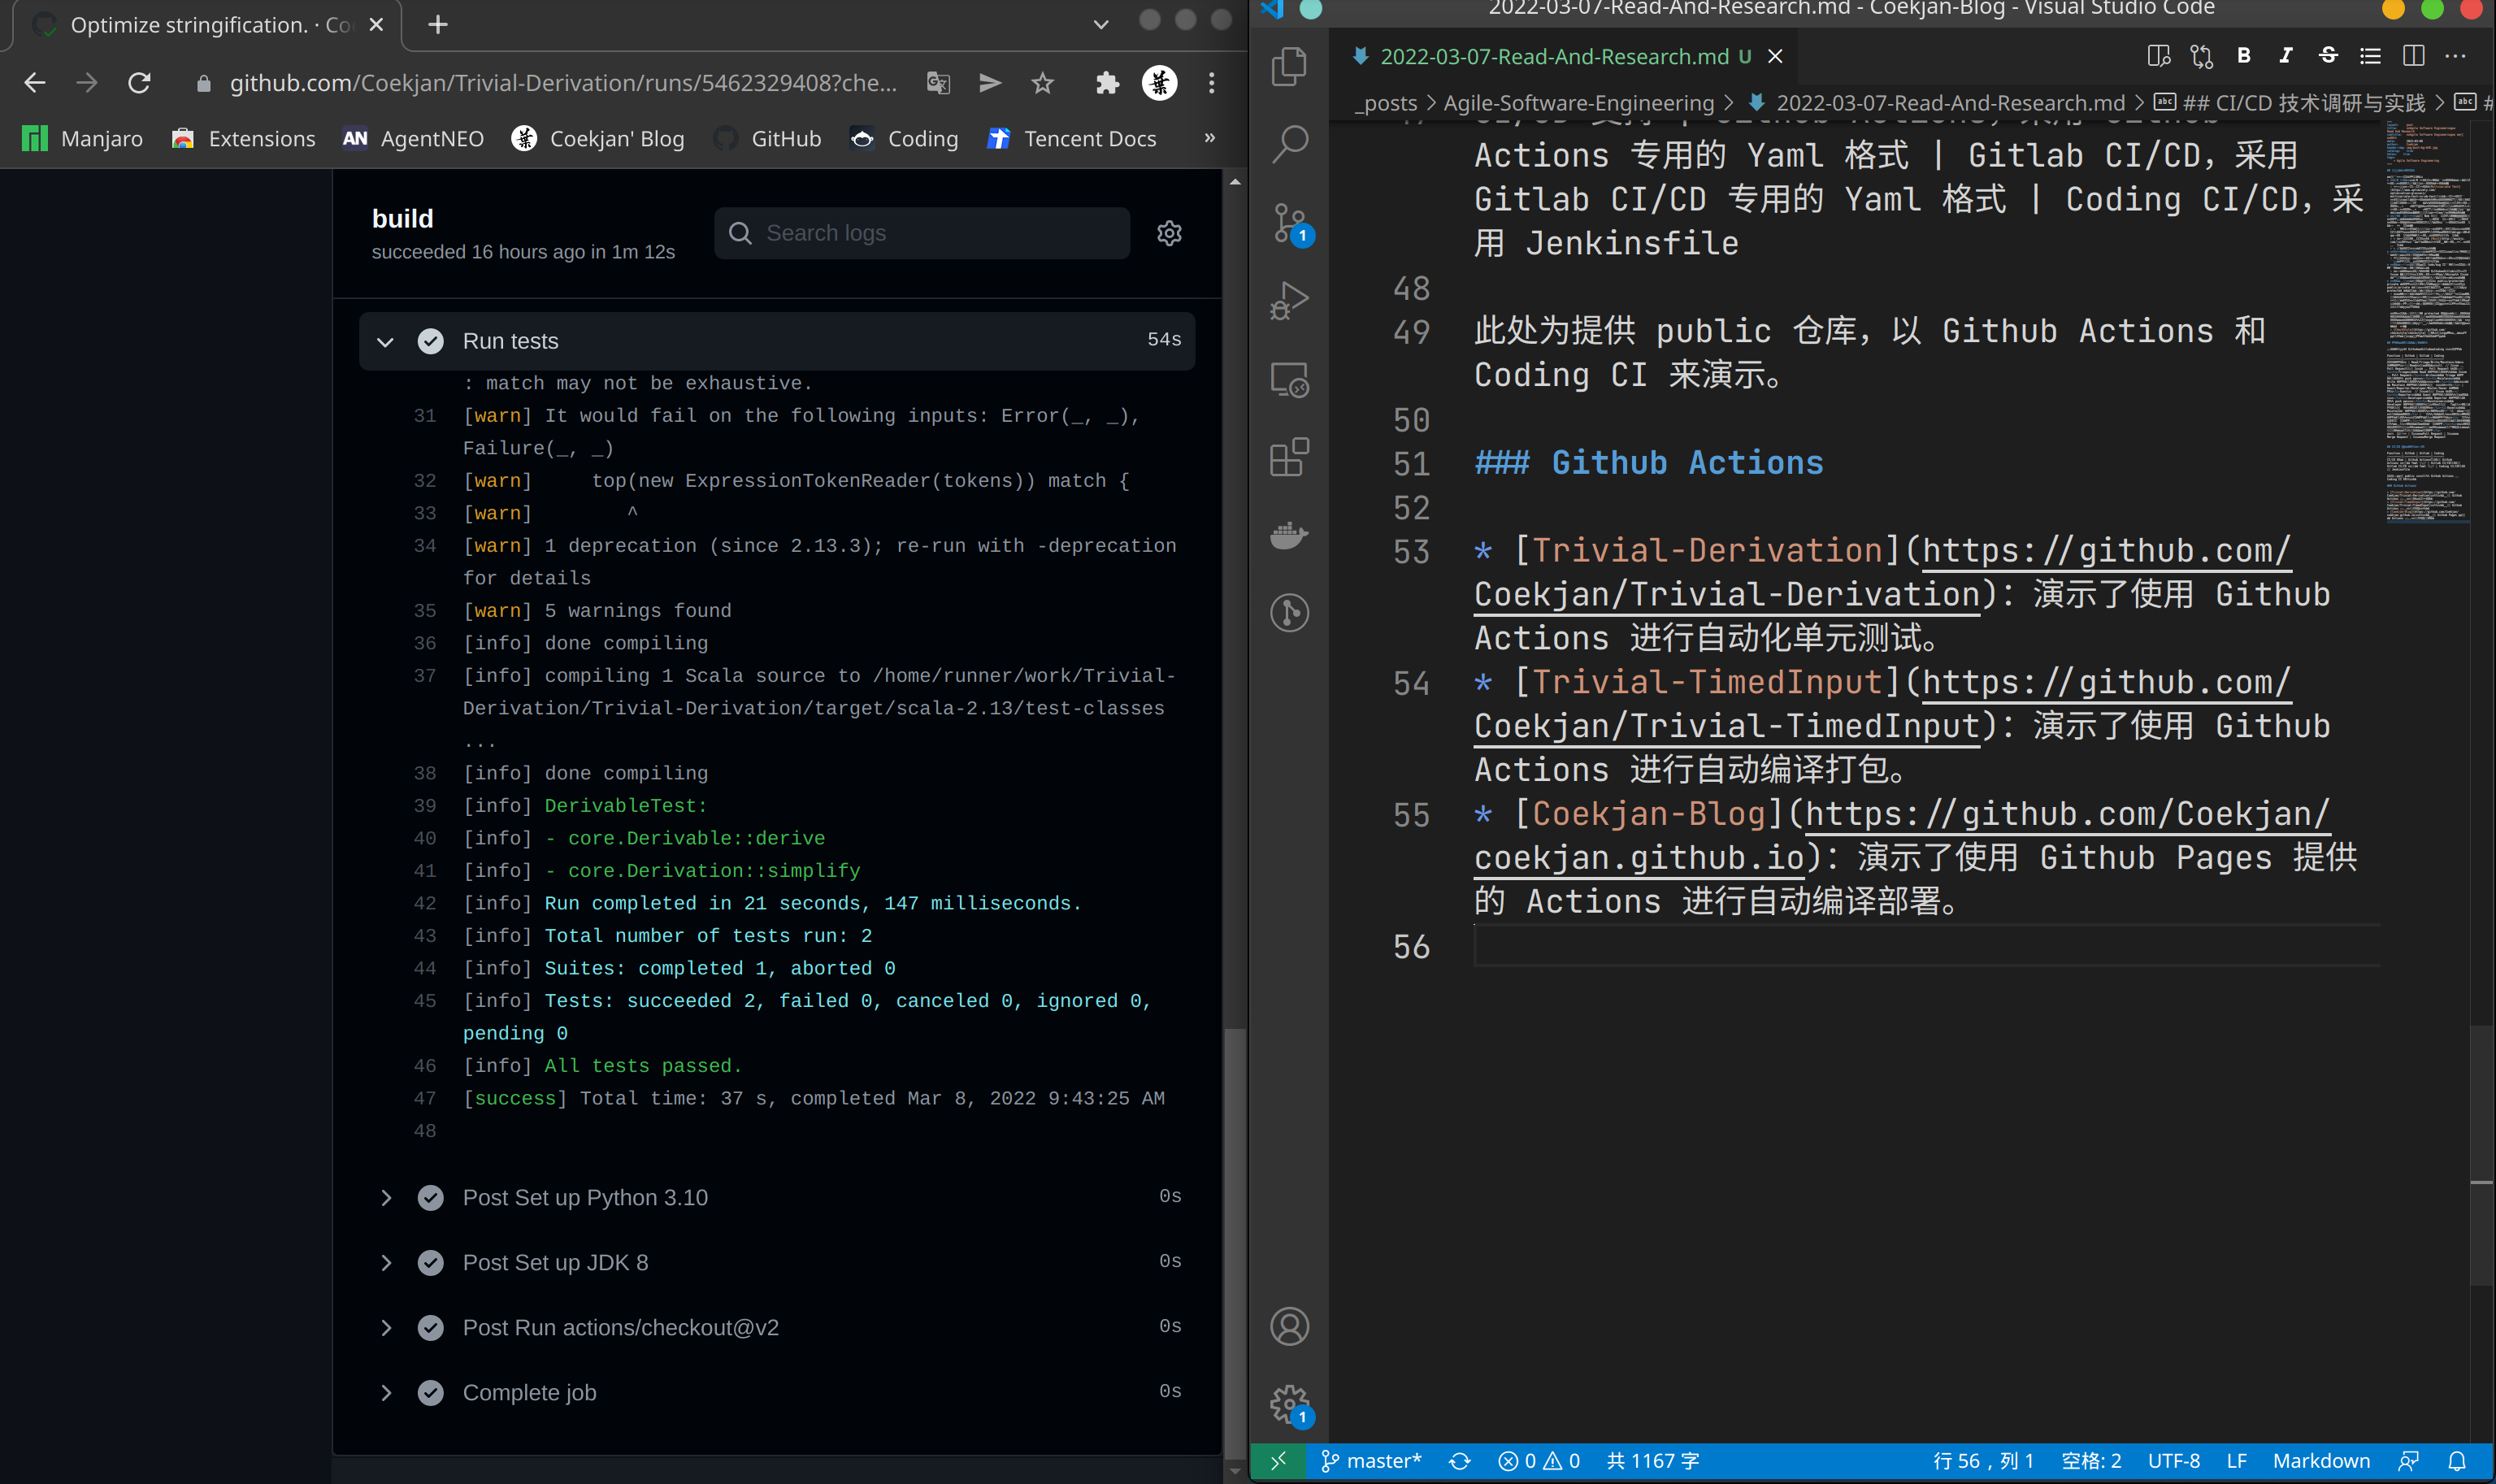 Optimize stringification. · Co
github.com/Coekjan/Trivial-Derivation/runs/5462329408?che...
Manjaro Extensions AN AgentNEO 葉 Coekjan' Blog GitHub Coding Tencent Docs »
build
succeeded 16 hours ago in 1m 12s
Search logs
Run tests 54s
: match may not be exhaustive.
31 [warn] It would fail on the following inputs: Error(_, _),
Failure(_, _)
32 [warn]     top(new ExpressionTokenReader(tokens)) match {
33 [warn]        ^
34 [warn] 1 deprecation (since 2.13.3); re-run with -deprecation
for details
35 [warn] 5 warnings found
36 [info] done compiling
37 [info] compiling 1 Scala source to /home/runner/work/Trivial-
Derivation/Trivial-Derivation/target/scala-2.13/test-classes
...
38 [info] done compiling
39 [info] DerivableTest:
40 [info] - core.Derivable::derive
41 [info] - core.Derivation::simplify
42 [info] Run completed in 21 seconds, 147 milliseconds.
43 [info] Total number of tests run: 2
44 [info] Suites: completed 1, aborted 0
45 [info] Tests: succeeded 2, failed 0, canceled 0, ignored 0,
pending 0
46 [info] All tests passed.
47 [success] Total time: 37 s, completed Mar 8, 2022 9:43:25 AM
48
Post Set up Python 3.10 0s
Post Set up JDK 8 0s
Post Run actions/checkout@v2 0s
Complete job 0s
2022-03-07-Read-And-Research.md - Coekjan-Blog - Visual Studio Code
2022-03-07-Read-And-Research.md U
_posts > Agile-Software-Engineering > 2022-03-07-Read-And-Research.md > ## CI/CD 技术调研与实践 > #
Actions 专用的 Yaml 格式 | Gitlab CI/CD，采用
Gitlab CI/CD 专用的 Yaml 格式 | Coding CI/CD，采
用 Jenkinsfile
48
49 此处为提供 public 仓库，以 Github Actions 和
Coding CI 来演示。
50
51 ### Github Actions
52
53 * [Trivial-Derivation](https://github.com/
Coekjan/Trivial-Derivation)：演示了使用 Github
Actions 进行自动化单元测试。
54 * [Trivial-TimedInput](https://github.com/
Coekjan/Trivial-TimedInput)：演示了使用 Github
Actions 进行自动编译打包。
55 * [Coekjan-Blog](https://github.com/Coekjan/
coekjan.github.io)：演示了使用 Github Pages 提供
的 Actions 进行自动编译部署。
56
1
1
master* 0 0 共 1167 字 行 56，列 1 空格: 2 UTF-8 LF Markdown